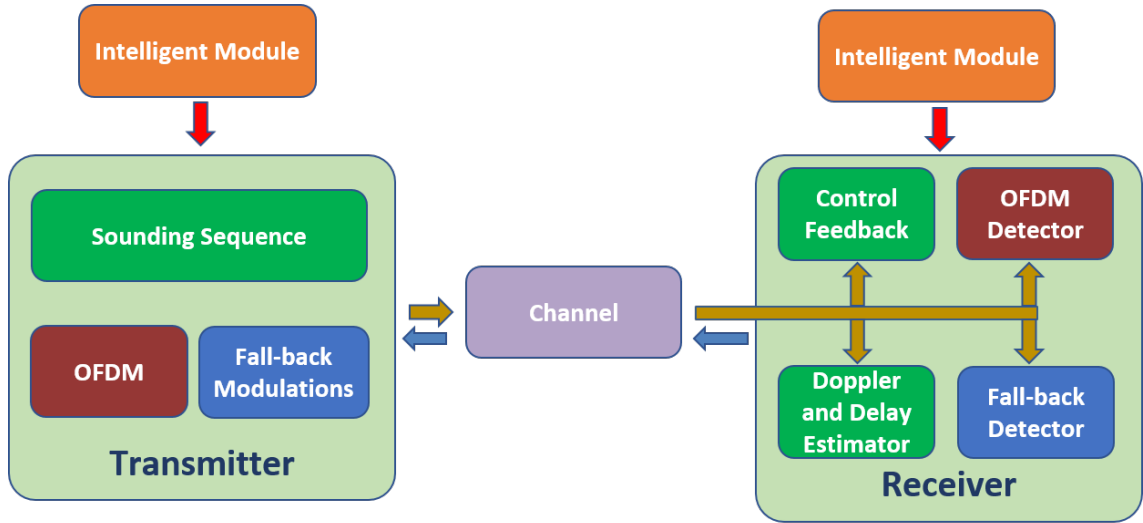 Intelligent Module
Intelligent Module
Sounding Sequence
OFDM
Fall-back
Modulations
Transmitter
Channel
Control
Feedback
OFDM
Detector
Doppler
and Delay
Estimator
Fall-back
Detector
Receiver